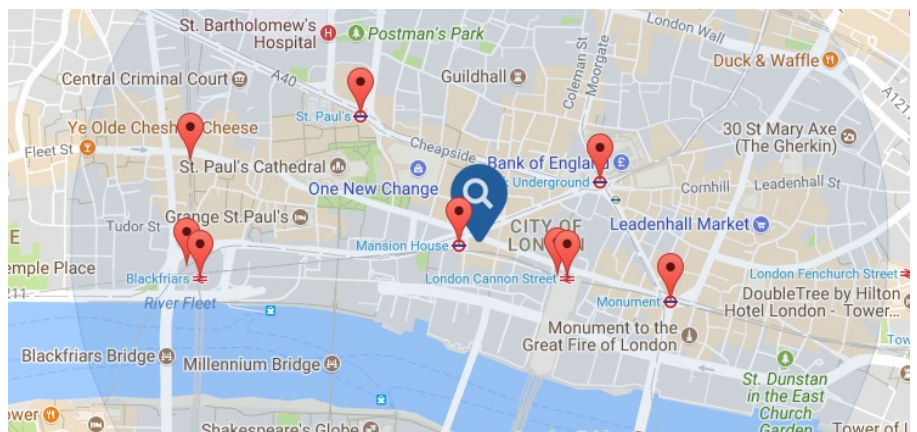 St. Bartholomew's
Hospital
Postman's Park
London Wall
Coleman St
Moorgate
Duck & Waffle
A40
Guildhall
Central Criminal Court
A121
St. Paul's
Ye Olde Cheshire Cheese
Fleet St
Cheapside
30 St Mary Axe
(The Gherkin)
St. Paul's Cathedral
Bank of England
One New Change
Underground
Cornhill
Leadenhall St
Tudor St
Grange St.Paul's
CITY OF
LONDON
Leadenhall Market
E
Mansion House
emple Place
Blackfriars
London Cannon Street
London Fenchurch Street
211
River Fleet
Monument
DoubleTree by Hilton
Hotel London - Tower...
Monument to the
Great Fire of London
Blackfriars Bridge
Millennium Bridge
Tow
St. Dunstan
in the East
Church
Garden
Tower
Shakespeare's Globe
Tower of L